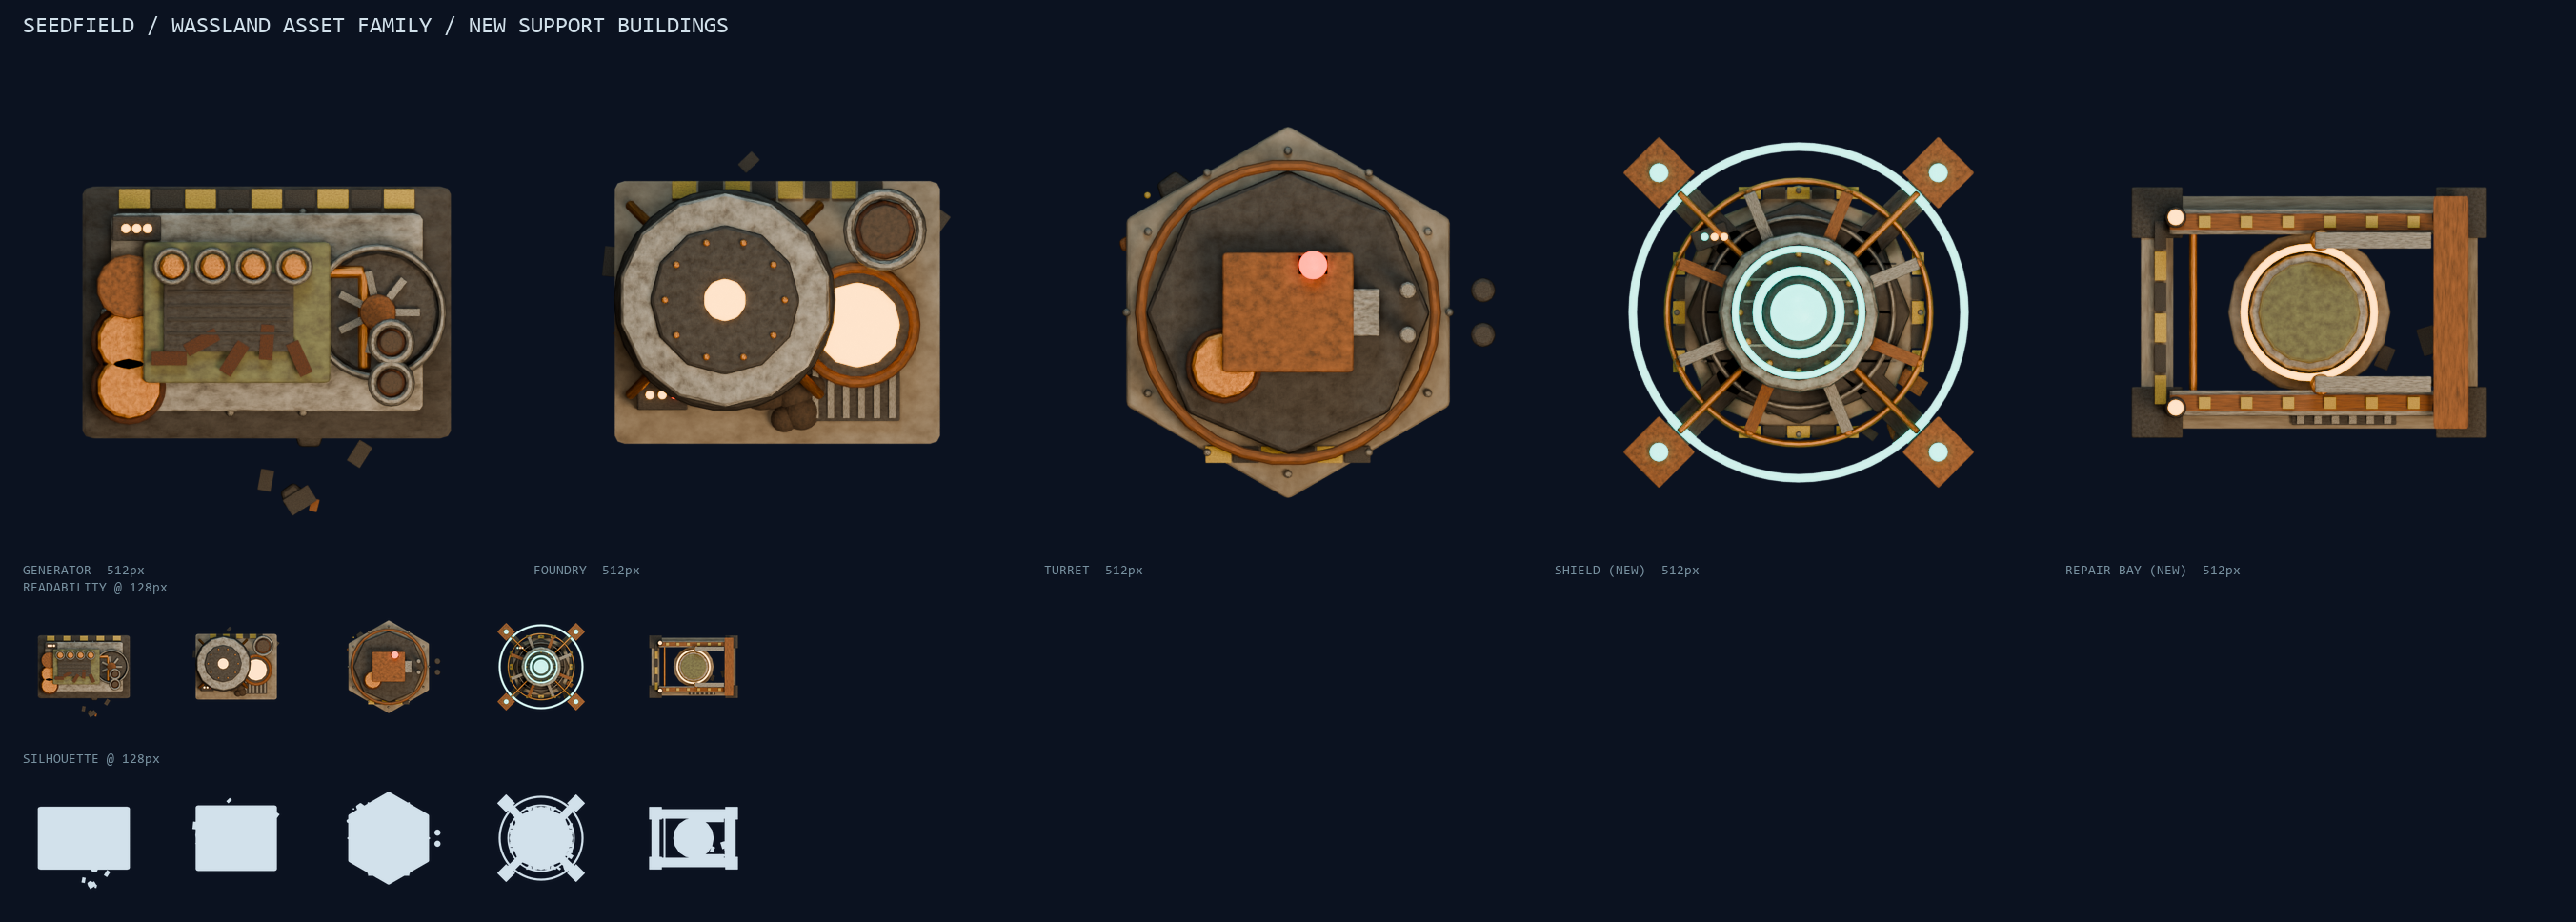 SEEDFIELD / WASSLAND ASSET FAMILY / NEW SUPPORT BUILDINGS
GENERATOR  512px
FOUNDRY  512px
TURRET  512px
SHIELD (NEW)  512px
REPAIR BAY (NEW)  512px
READABILITY @ 128px
SILHOUETTE @ 128px